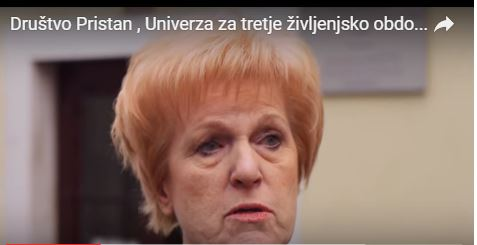 Društvo Pristan , Univerza za tretje življenjsko obdo...